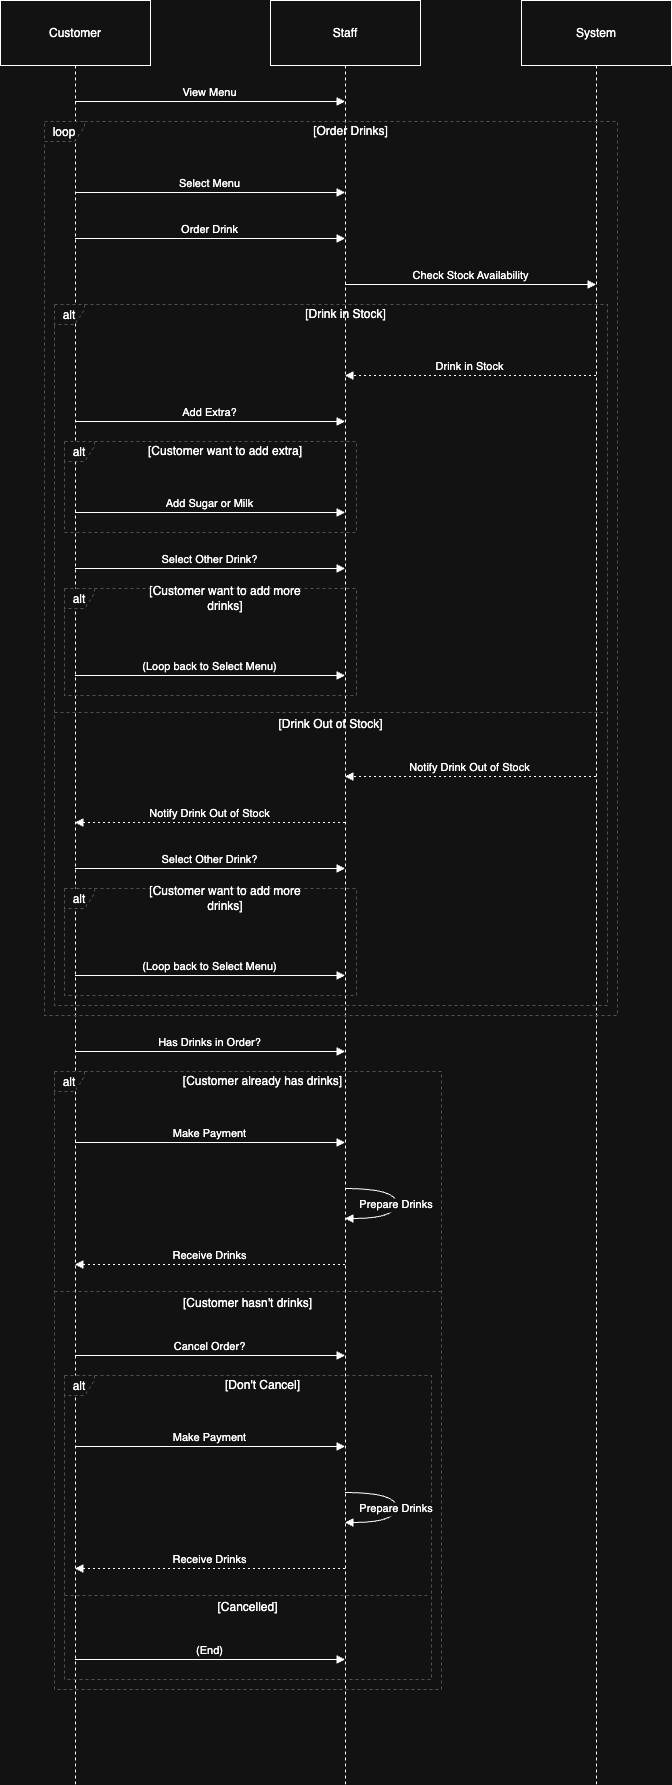 Customer
Staff
System
View Menu
loop
[Order Drinks]
Select Menu
Order Drink
Check Stock Availability
alt
[Drink in Stock]
Drink in Stock
Add Extra?
alt
[Customer want to add extra]
Add Sugar or Milk
Select Other Drink?
alt
[Customer want to add more
drinks]
(Loop back to Select Menu)
[Drink Out of Stock]
Notify Drink Out of Stock
Notify Drink Out of Stock
Select Other Drink?
alt
[Customer want to add more
drinks]
(Loop back to Select Menu)
Has Drinks in Order?
alt
[Customer already has drinks]
Make Payment
Prepare Drinks
Receive Drinks
[Customer hasn't drinks]
Cancel Order?
alt
[Don't Cancel]
Make Payment
Prepare Drinks
Receive Drinks
[Cancelled]
(End)